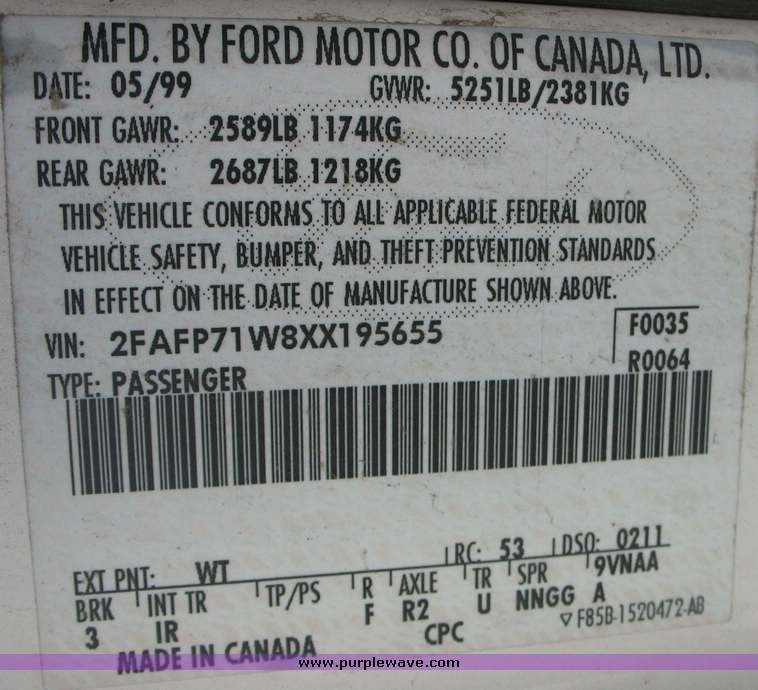 MFD. BY FORD MOTOR CO. OF CANADA, LTD.
DATE: 05/99 GVWR: 5251LB/2381KG
FRONT GAWR: 2589LB 1174KG
REAR GAWR: 2687LB 1218KG
THIS VEHICLE CONFORMS TO ALL APPLICABLE FEDERAL MOTOR
VEHICLE SAFETY, BUMPER, AND THEFT PREVENTION STANDARDS
IN EFFECT ON THE DATE OF MANUFACTURE SHOWN ABOVE.
VIN: 2FAFP71W8XX195655 F0035
TYPE: PASSENGER R0064
EXT PNT: WT RC: 53 DSO: 0211
BRK INT TR TP/PS R AXLE TR SPR 9VNAA
3 IR F R2 U NNGG A
CPC ▽F85B-1520472-AB
MADE IN CANADA
www.purplewave.com